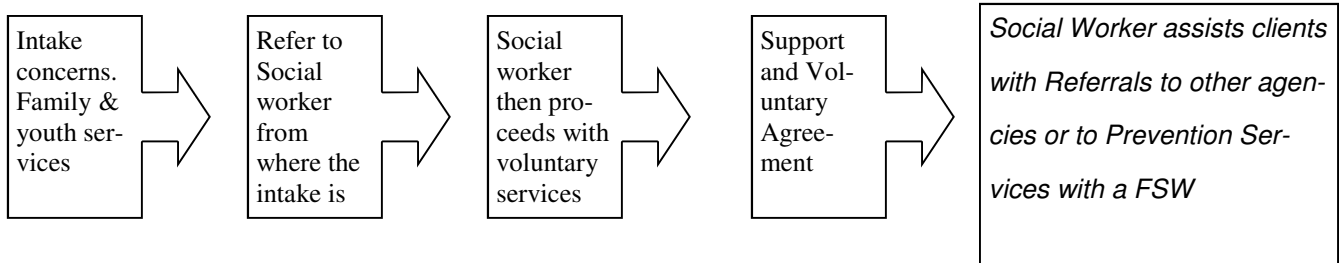 Intake
concerns.
Family &
youth ser-
vices
Refer to
Social
worker
from
where the
intake is
Social
worker
then pro-
ceeds with
voluntary
services
Support
and Vol-
untary
Agree-
ment
Social Worker assists clients
with Referrals to other agen-
cies or to Prevention Ser-
vices with a FSW